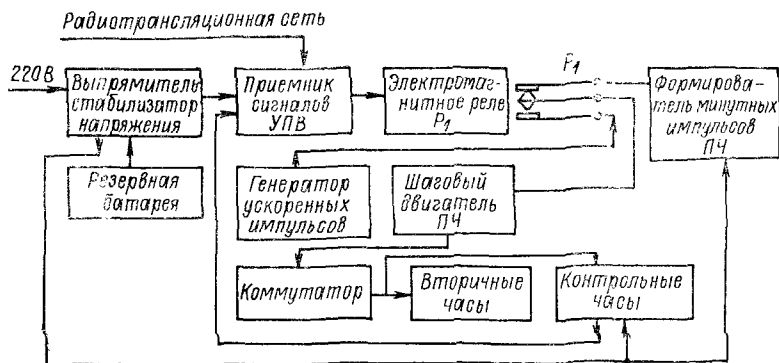 Радиотрансляционная сеть
220В
Выпрямитель
стабилизатор
напряжения
Приемник
сигналов
УПВ
Электромаг-
нитное реле
Р1
Р1
Формирова-
тель минутных
импульсов
ПЧ
Резервная
батарея
Генератор
ускоренных
импульсов
Шаговый
двигатель
ПЧ
Коммутатор
Вторичные
часы
Контрольные
часы